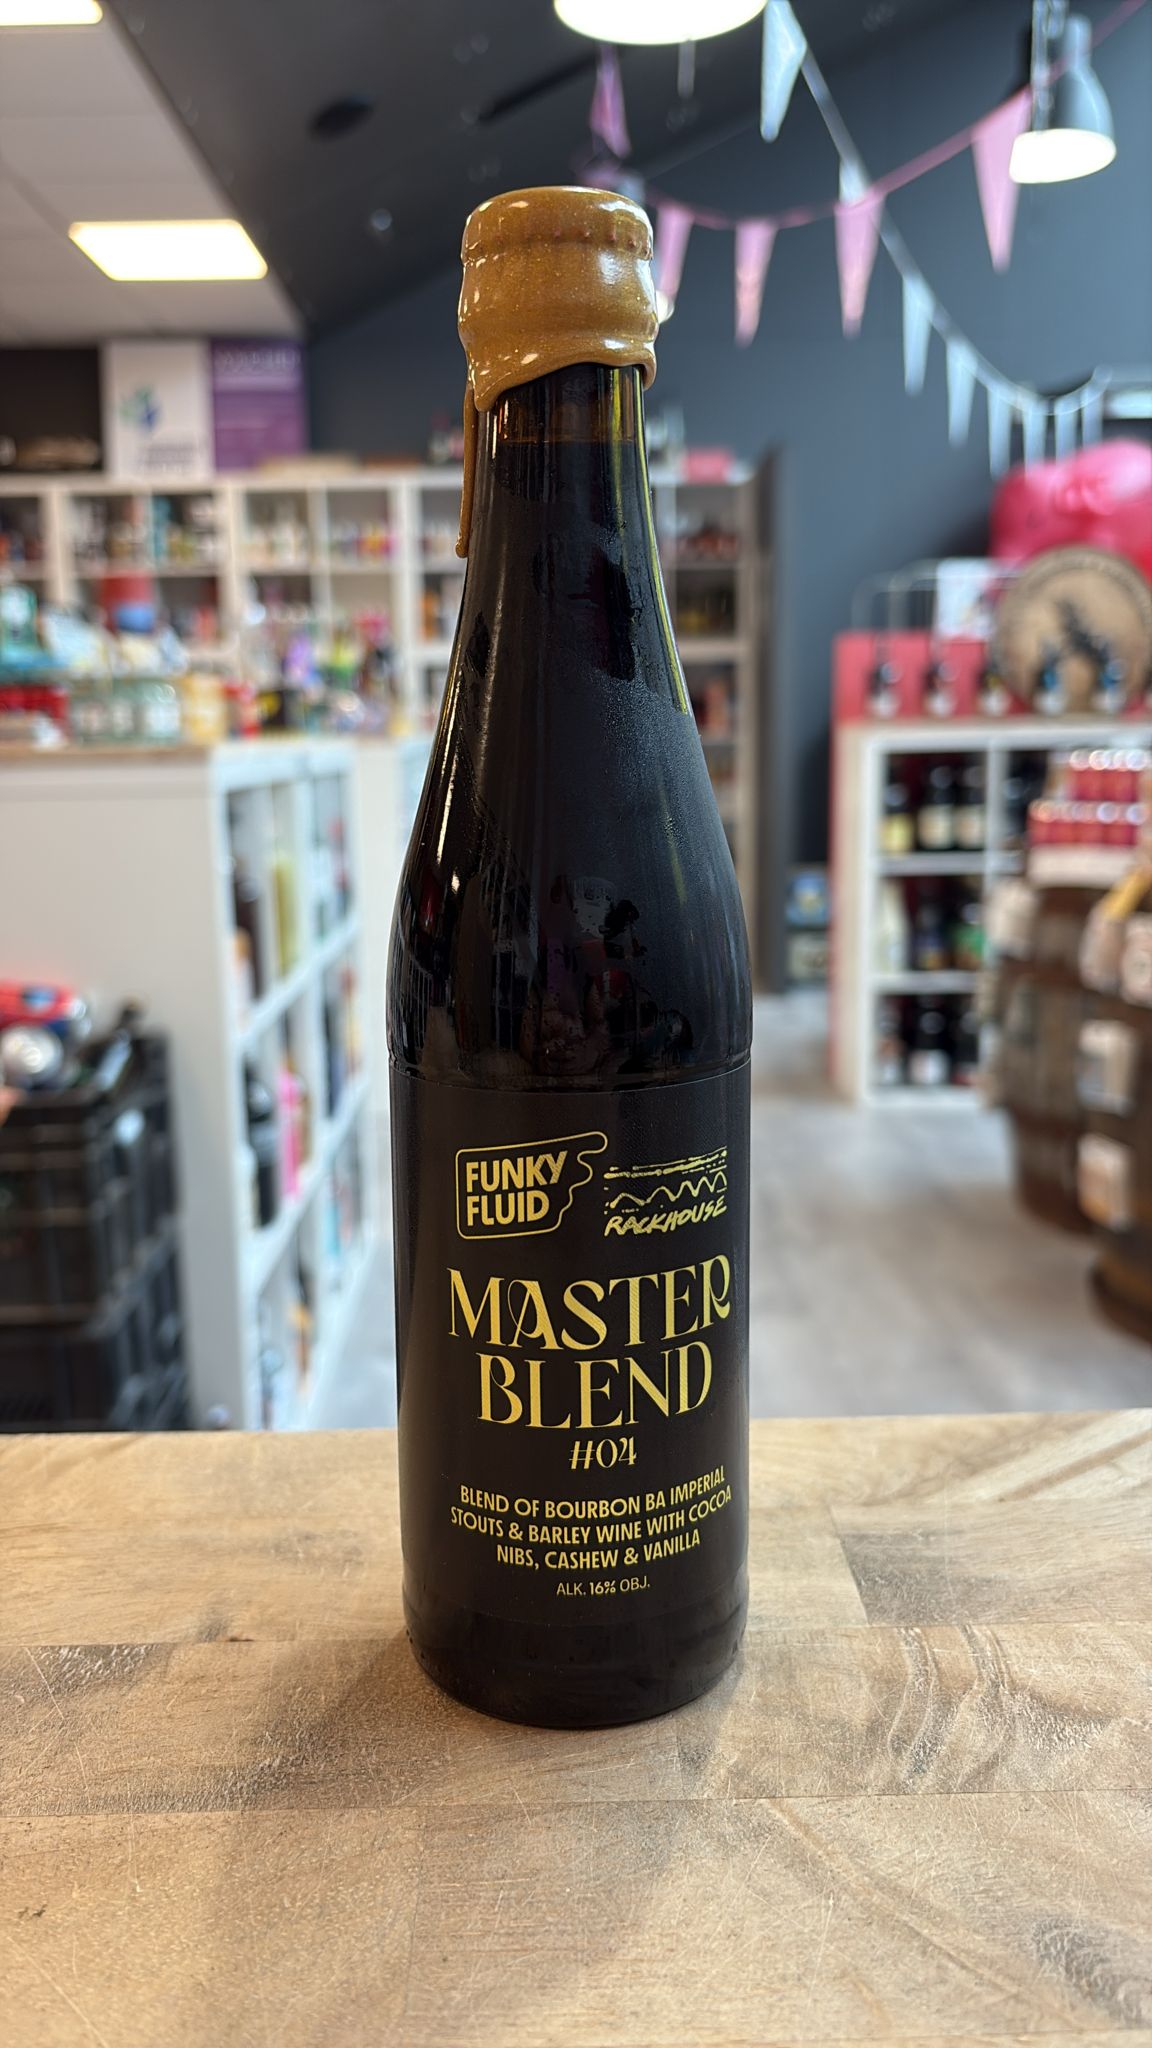 FUNKY
FLUID
RACKHOUSE
MASTER
BLEND
#04
BLEND OF BOURBON BA IMPERIAL
STOUTS & BARLEY WINE WITH COCOA
NIBS, CASHEW & VANILLA
ALK. 16% OBJ.